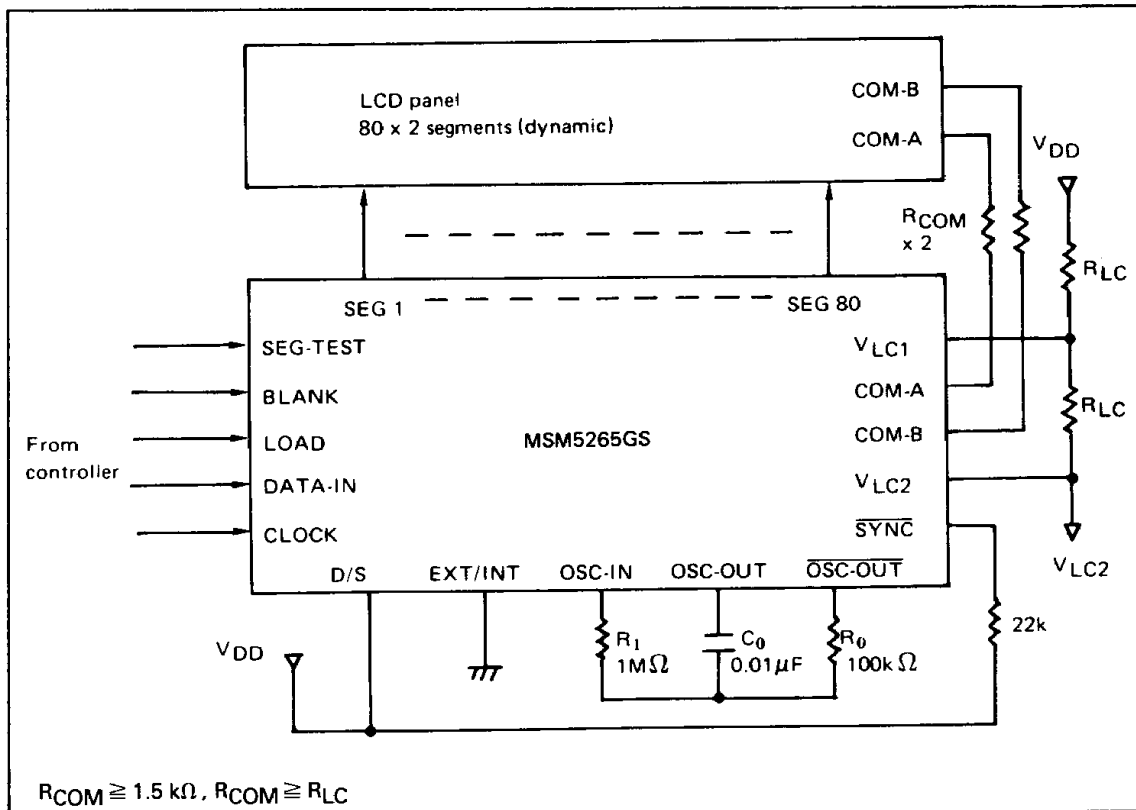 LCD panel
80 x 2 segments (dynamic)
COM-B
COM-A
VDD
RCOM
x 2
RLC
SEG 1
SEG 80
SEG-TEST
BLANK
LOAD
DATA-IN
CLOCK
From
controller
MSM5265GS
VLC1
COM-A
COM-B
VLC2
SYNC
RLC
VLC2
D/S
EXT/INT
OSC-IN
OSC-OUT
OSC-OUT
22k
VDD
R1
1MΩ
C0
0.01µF
R0
100kΩ
RCOM ≧ 1.5 kΩ, RCOM ≧ RLC